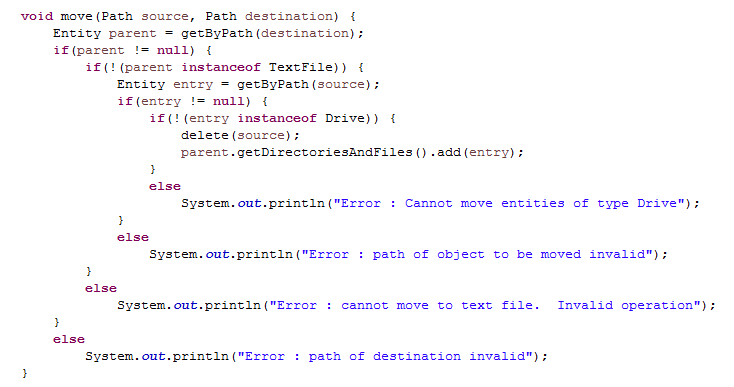 void move(Path source, Path destination) {
    Entity parent = getByPath(destination);
    if(parent != null) {
        if(!(parent instanceof TextFile)) {
            Entity entry = getByPath(source);
            if(entry != null) {
                if(!(entry instanceof Drive)) {
                    delete(source);
                    parent.getDirectoriesAndFiles().add(entry);
                }
                else
                    System.out.println("Error : Cannot move entities of type Drive");
            }
            else
                System.out.println("Error : path of object to be moved invalid");
        }
        else
            System.out.println("Error : cannot move to text file.  Invalid operation");
    }
    else
        System.out.println("Error : path of destination invalid");
}